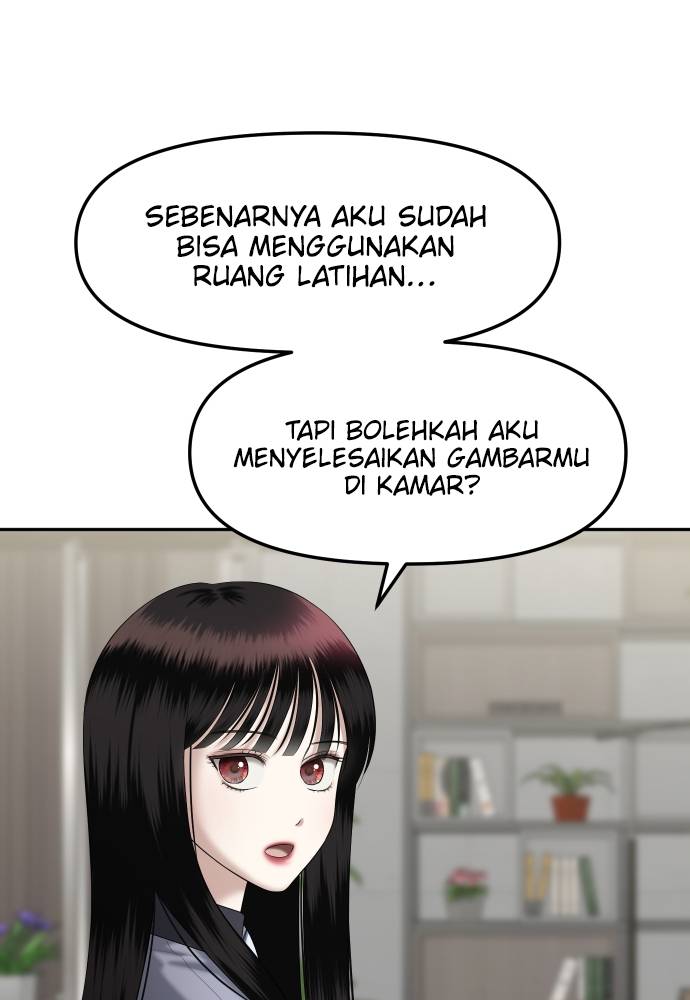 SEBENARNYA AKU SUDAH
BISA MENGGUNAKAN
RUANG LATIHAN...
TAPI BOLEHKAH AKU
MENYELESAIKAN GAMBARMU
DI KAMAR?